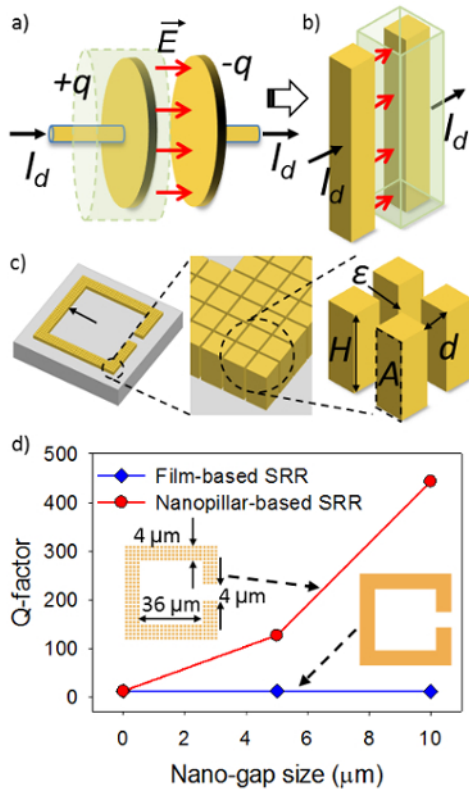 a)
E
+q
-q
I_d
I_d
b)
I_d
I_d
c)
ε
H
A
d
d)
Film-based SRR
Nanopillar-based SRR
4 μm
36 μm
4 μm
Q-factor
500
400
300
200
100
0
0
2
4
6
8
10
Nano-gap size (μm)